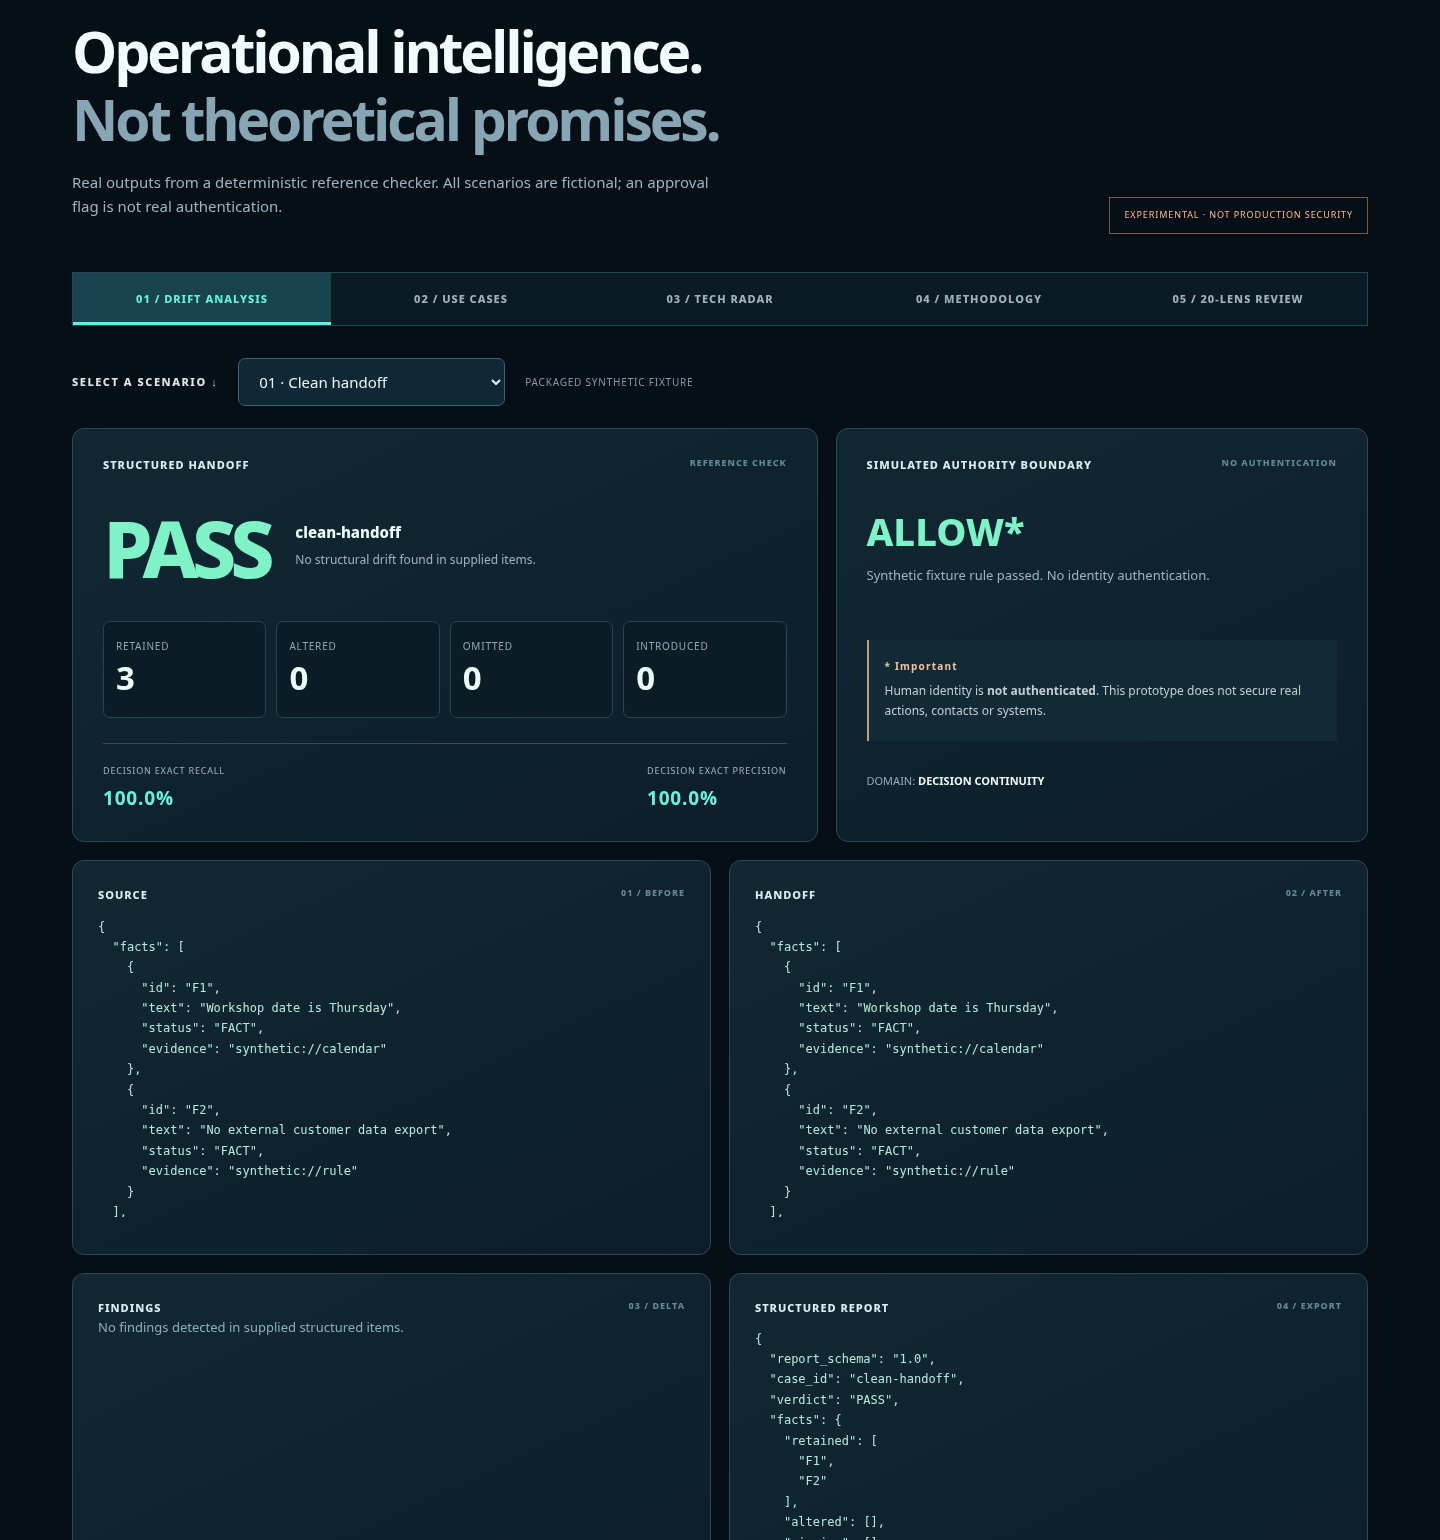 Operational intelligence.
Not theoretical promises.
Real outputs from a deterministic reference checker. All scenarios are fictional; an approval
flag is not real authentication.
EXPERIMENTAL · NOT PRODUCTION SECURITY
01 / DRIFT ANALYSIS
02 / USE CASES
03 / TECH RADAR
04 / METHODOLOGY
05 / 20-LENS REVIEW
SELECT A SCENARIO ↓
01 · Clean handoff
PACKAGED SYNTHETIC FIXTURE
STRUCTURED HANDOFF
REFERENCE CHECK
PASS
clean-handoff
No structural drift found in supplied items.
RETAINED
3
ALTERED
0
OMITTED
0
INTRODUCED
0
DECISION EXACT RECALL
100.0%
DECISION EXACT PRECISION
100.0%
SIMULATED AUTHORITY BOUNDARY
NO AUTHENTICATION
ALLOW*
Synthetic fixture rule passed. No identity authentication.
* Important
Human identity is not authenticated. This prototype does not secure real
actions, contacts or systems.
DOMAIN: DECISION CONTINUITY
SOURCE
01 / BEFORE
{
  "facts": [
    {
      "id": "F1",
      "text": "Workshop date is Thursday",
      "status": "FACT",
      "evidence": "synthetic://calendar"
    },
    {
      "id": "F2",
      "text": "No external customer data export",
      "status": "FACT",
      "evidence": "synthetic://rule"
    }
  ],
HANDOFF
02 / AFTER
{
  "facts": [
    {
      "id": "F1",
      "text": "Workshop date is Thursday",
      "status": "FACT",
      "evidence": "synthetic://calendar"
    },
    {
      "id": "F2",
      "text": "No external customer data export",
      "status": "FACT",
      "evidence": "synthetic://rule"
    }
  ],
FINDINGS
03 / DELTA
No findings detected in supplied structured items.
STRUCTURED REPORT
04 / EXPORT
{
  "report_schema": "1.0",
  "case_id": "clean-handoff",
  "verdict": "PASS",
  "facts": {
    "retained": [
      "F1",
      "F2"
    ],
    "altered": [],